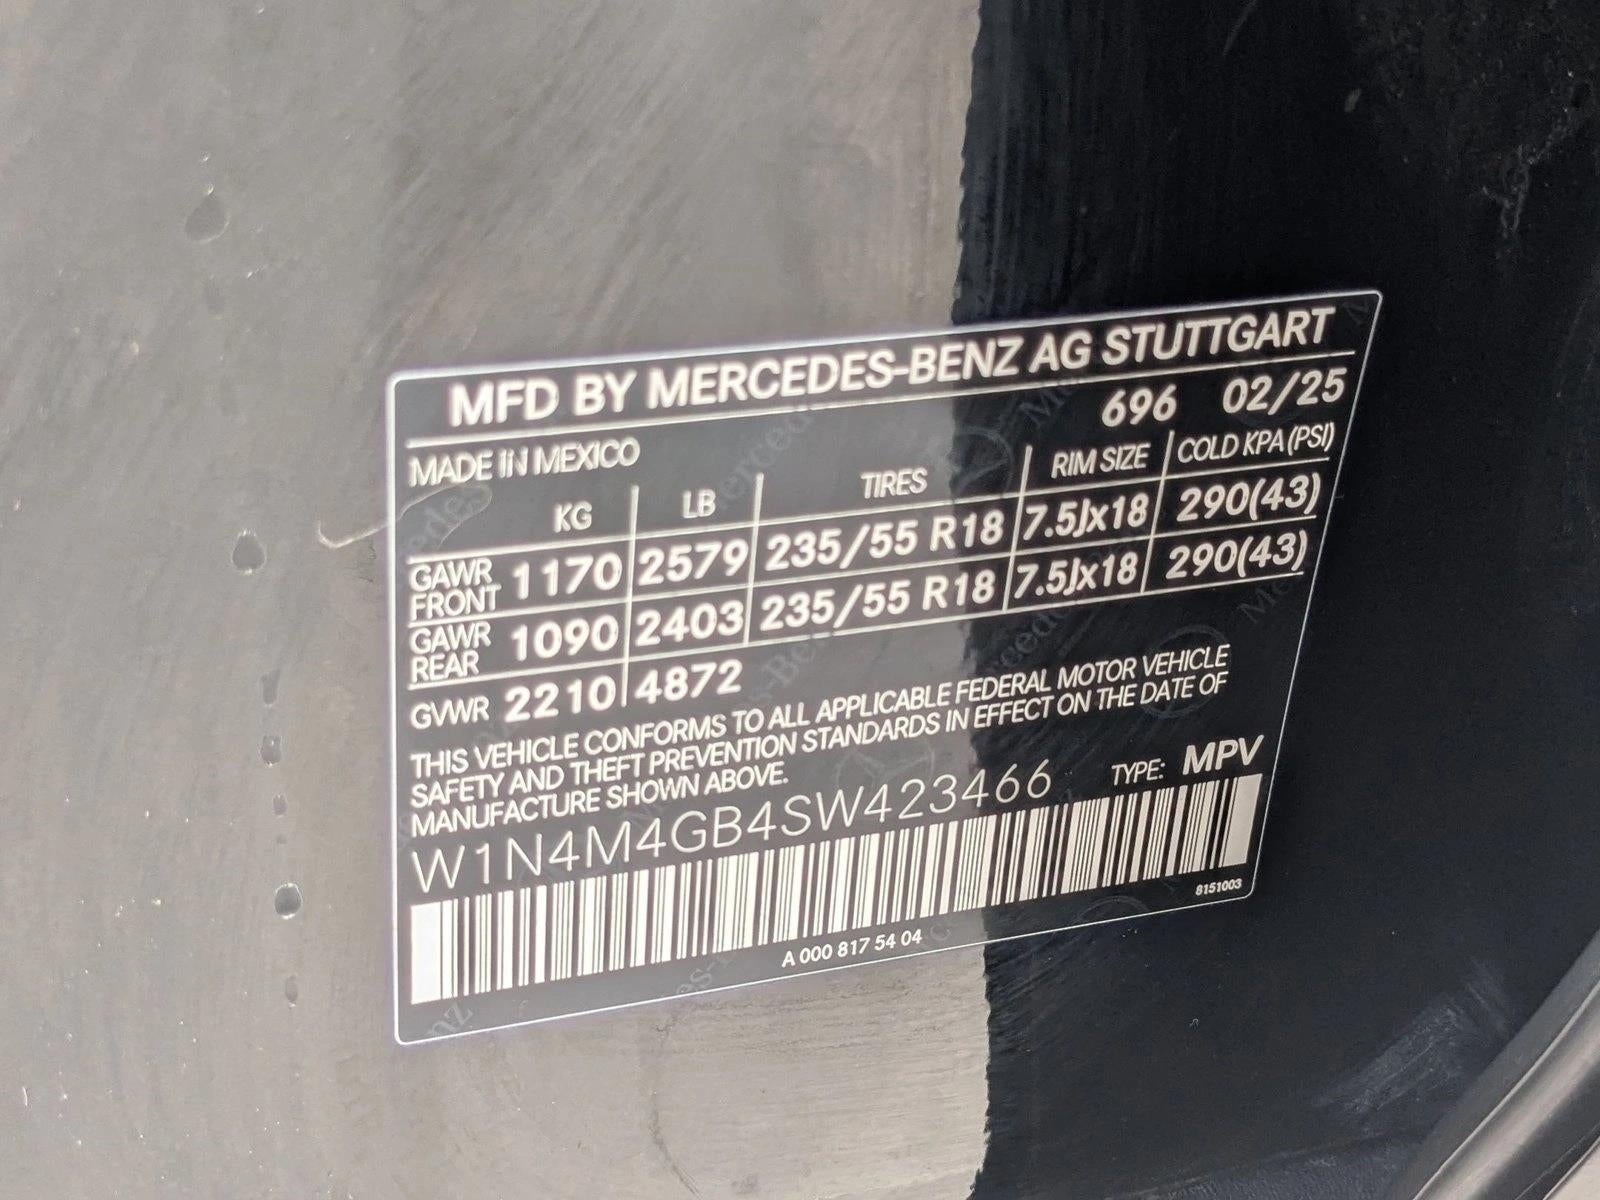 MFD BY MERCEDES-BENZ AG STUTTGART
696 02/25
MADE IN MEXICO
KG LB TIRES RIM SIZE COLD KPA (PSI)
GAWR FRONT 1170 2579 235/55 R18 7.5Jx18 290(43)
GAWR REAR 1090 2403 235/55 R18 7.5Jx18 290(43)
GVWR 2210 4872
THIS VEHICLE CONFORMS TO ALL APPLICABLE FEDERAL MOTOR VEHICLE
SAFETY AND THEFT PREVENTION STANDARDS IN EFFECT ON THE DATE OF
MANUFACTURE SHOWN ABOVE.
W1N4M4GB4SW423466 TYPE: MPV
8151003
A 000 817 54 04